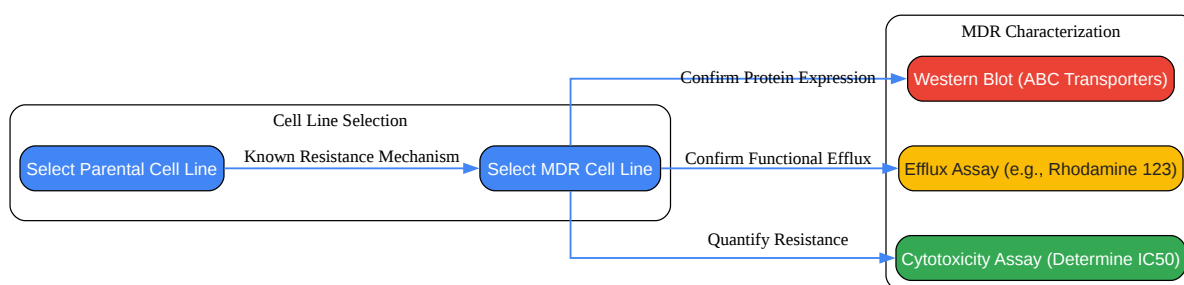 MDR Characterization
Confirm Protein Expression
Western Blot (ABC Transporters)
Cell Line Selection
Select Parental Cell Line
Known Resistance Mechanism
Select MDR Cell Line
Confirm Functional Efflux
Efflux Assay (e.g., Rhodamine 123)
Quantify Resistance
Cytotoxicity Assay (Determine IC50)